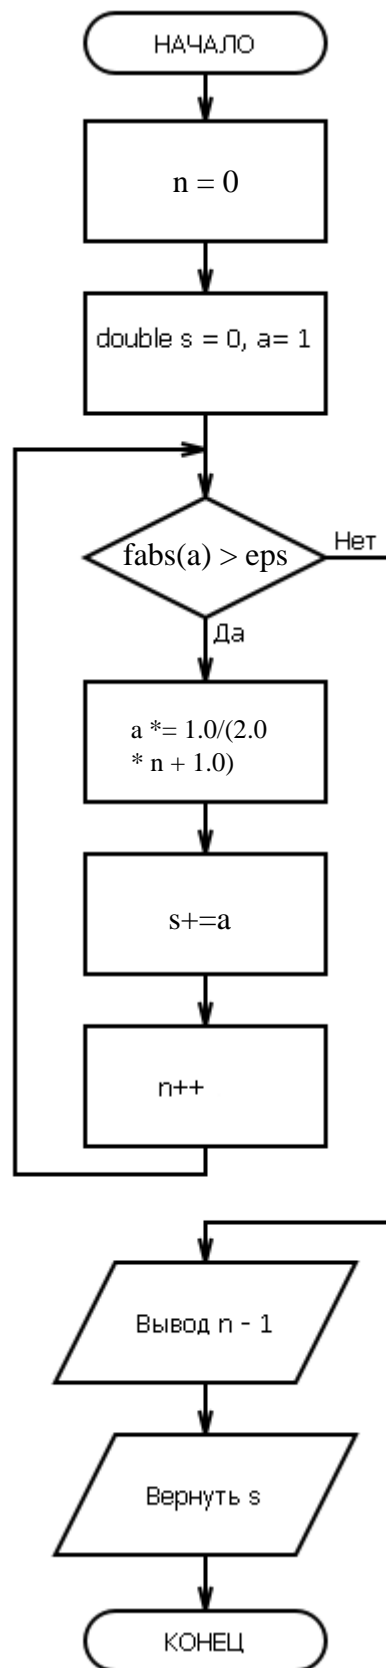 НАЧАЛО
n = 0
double s = 0, a= 1
fabs(a) > eps
Нет
Да
a *= 1.0/(2.0
* n + 1.0)
s+=a
n++
Вывод n - 1
Вернуть s
КОНЕЦ